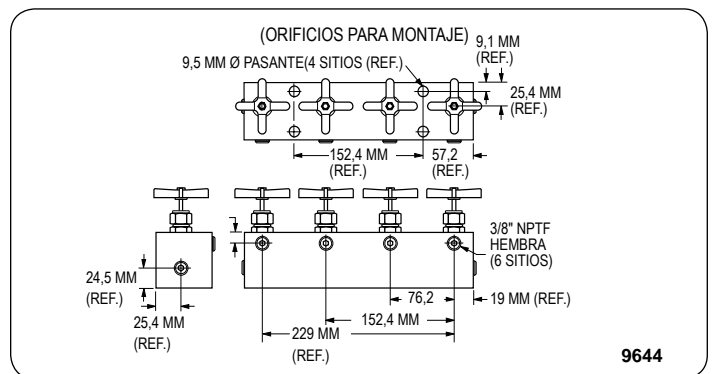 (ORIFICIOS PARA MONTAJE)
9,5 MM Ø PASANTE(4 SITIOS (REF.)
9,1 MM
(REF.)
25,4 MM
(REF.)
152,4 MM
(REF.)
57,2
(REF.)
3/8" NPTF
HEMBRA
(6 SITIOS)
24,5 MM
(REF.)
25,4 MM
(REF.)
76,2
19 MM (REF.)
152,4 MM
229 MM
(REF.)
9644